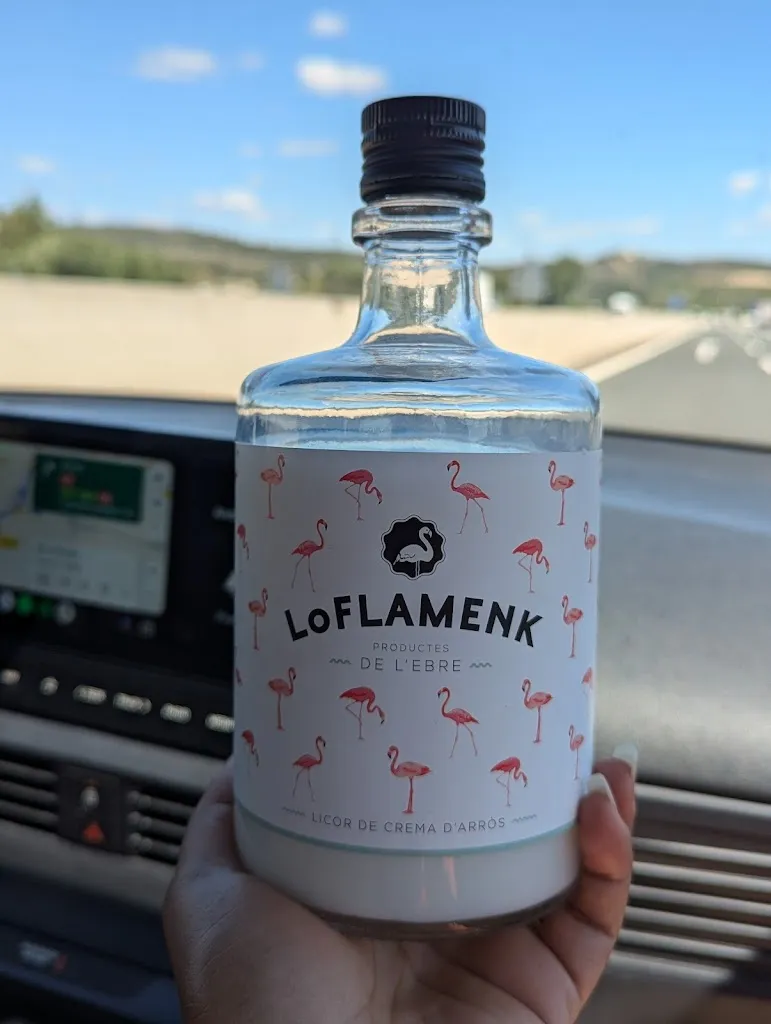 LoFLAMENK
PRODUCTES
DE L'EBRE
LICOR DE CREMA D'ARRÒS